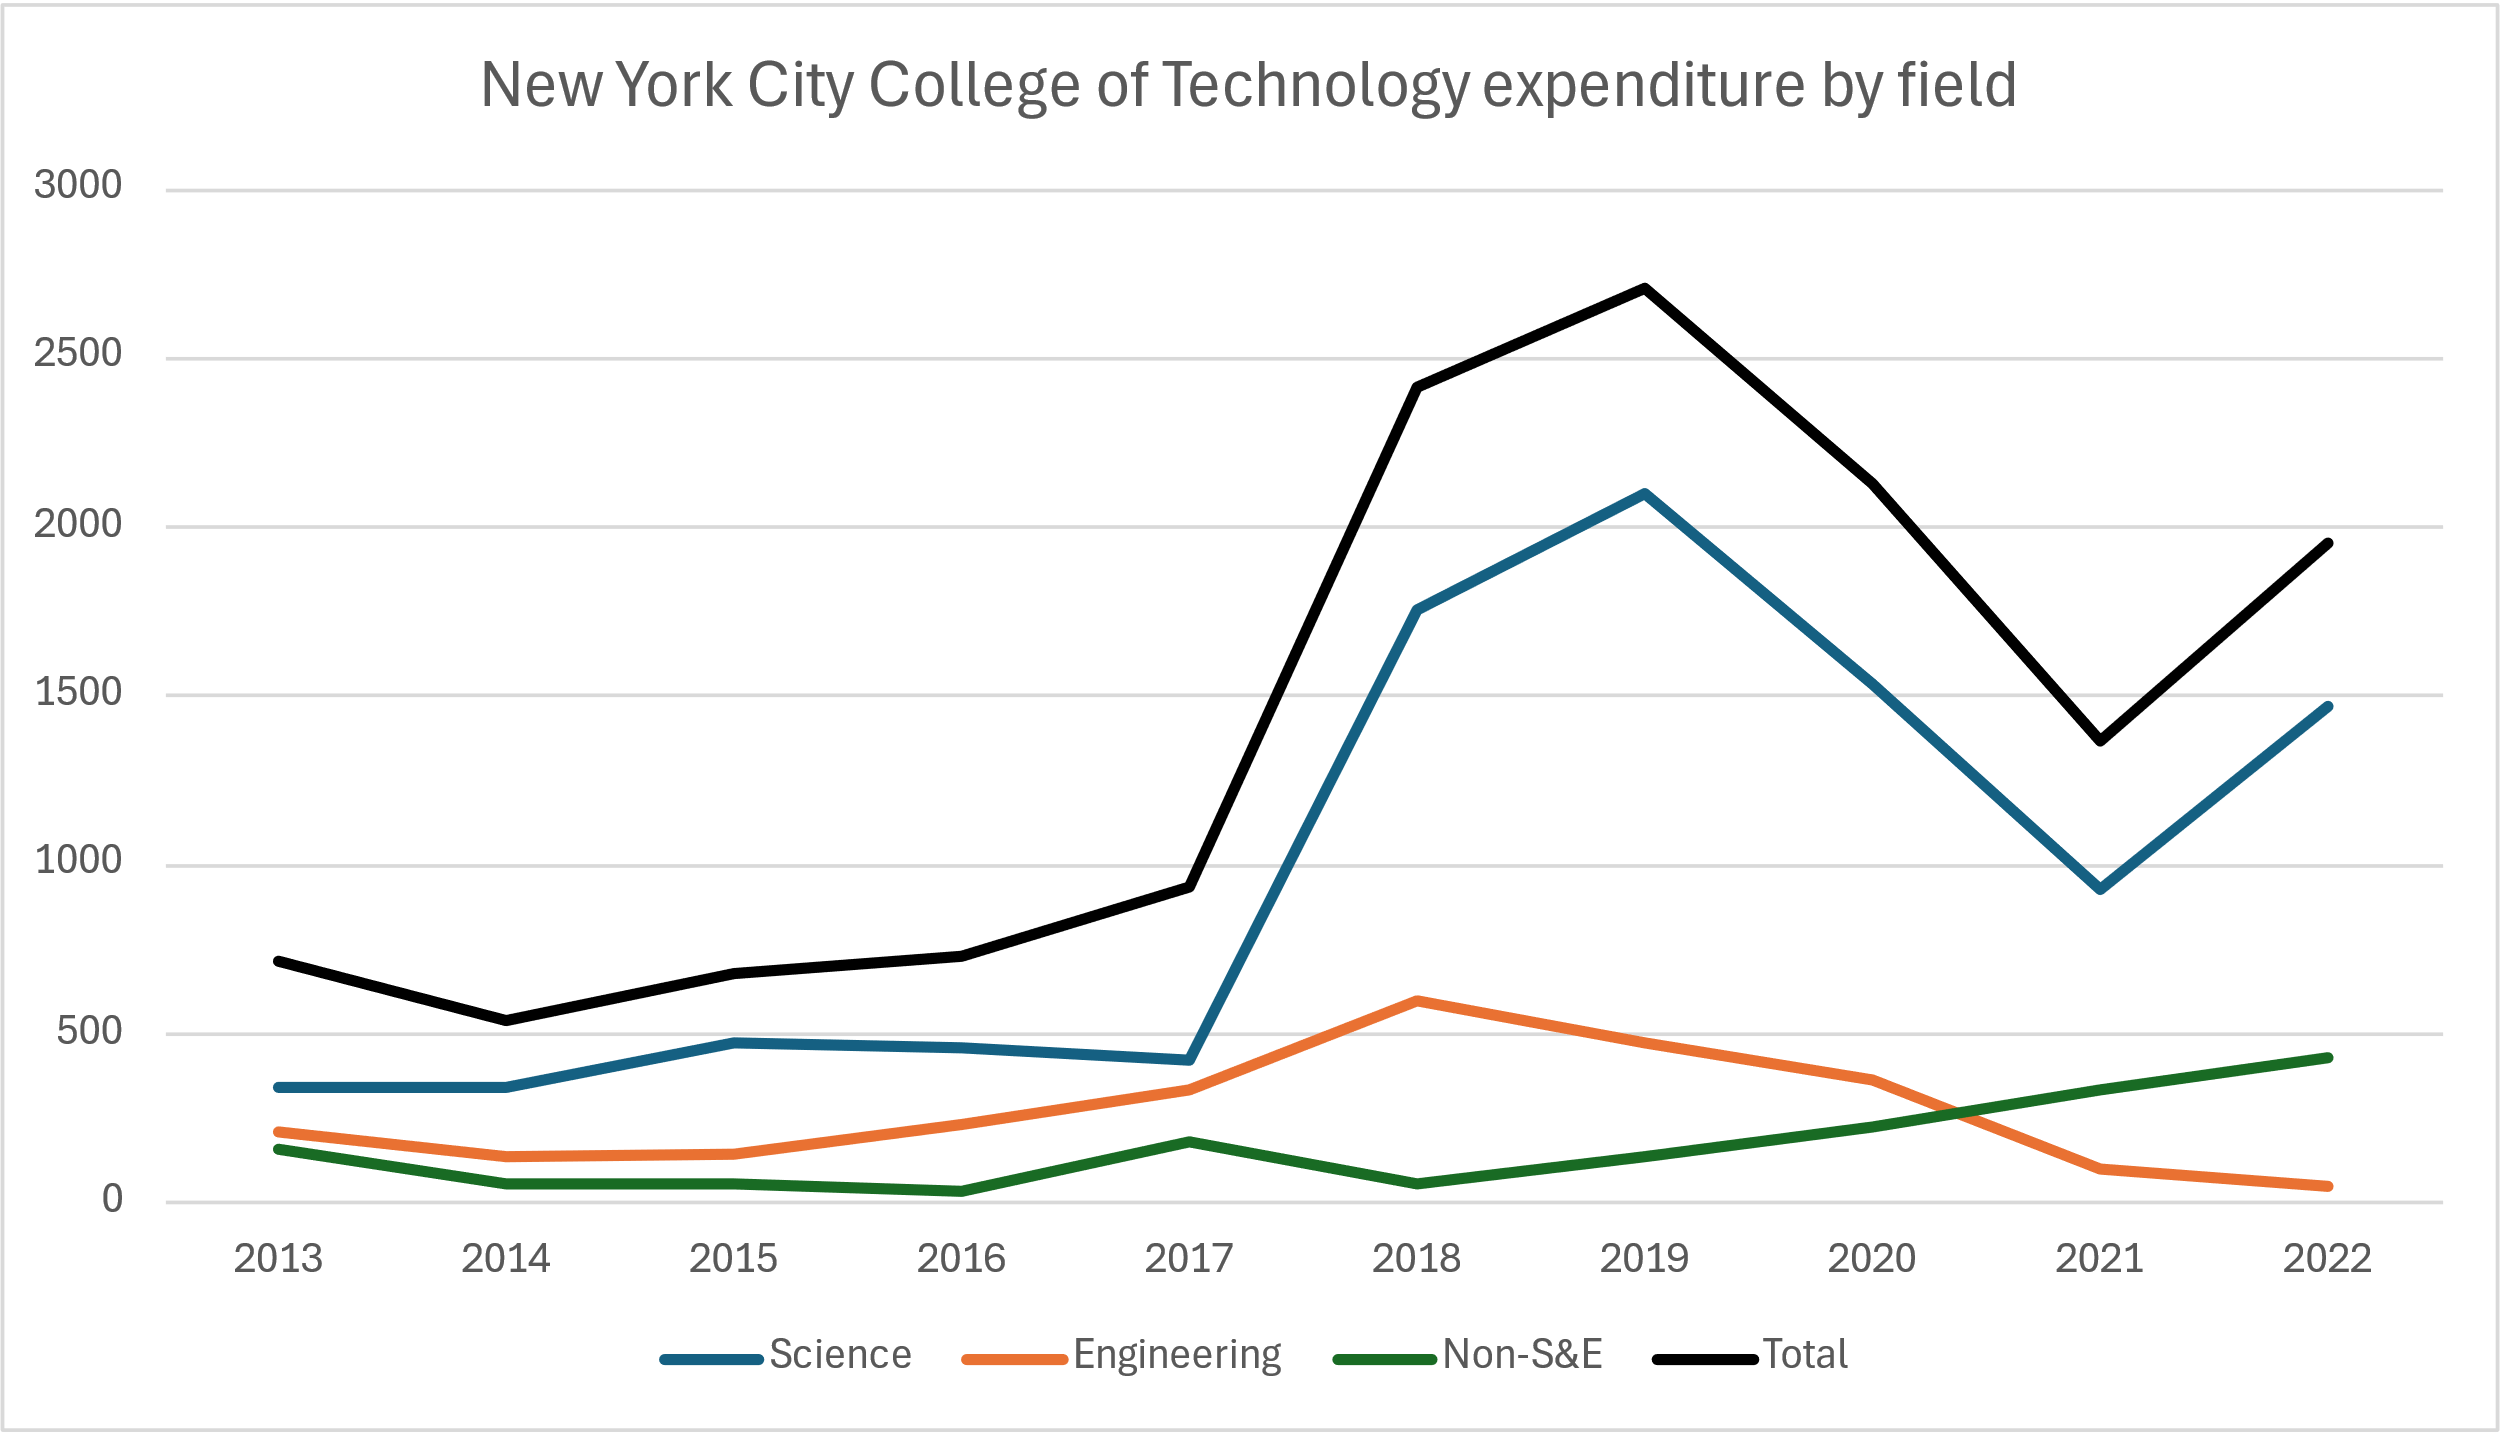 New York City College of Technology expenditure by field
3000
2500
2000
1500
1000
500
0
2013 2014 2015 2016 2017 2018 2019 2020 2021 2022
Science Engineering Non-S&E Total